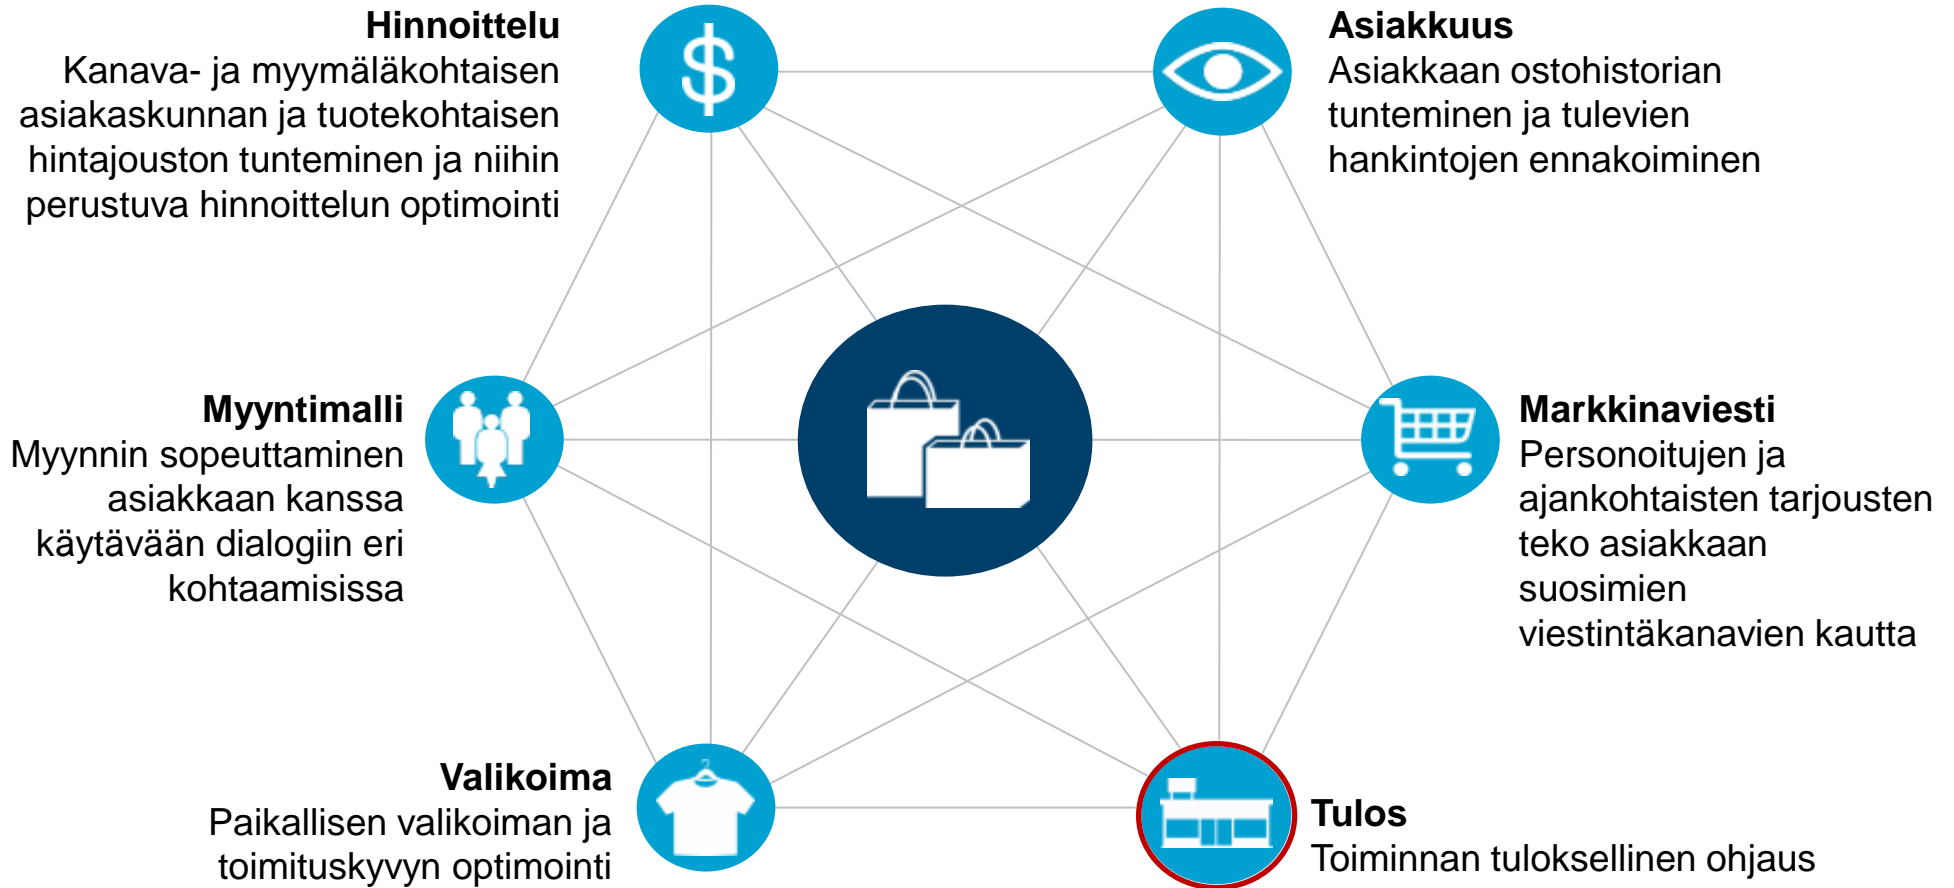 Hinnoittelu
Kanava- ja myymäläkohtaisen
asiakaskunnan ja tuotekohtaisen
hintajouston tunteminen ja niihin
perustuva hinnoittelun optimointi
$
Asiakkuus
Asiakkaan ostohistorian
tunteminen ja tulevien
hankintojen ennakoiminen
Myyntimalli
Myynnin sopeuttaminen
asiakkaan kanssa
käytävään dialogiin eri
kohtaamisissa
Markkinaviesti
Personoitujen ja
ajankohtaisten tarjousten
teko asiakkaan
suosimien
viestintäkanavien kautta
Valikoima
Paikallisen valikoiman ja
toimituskyvyn optimointi
Tulos
Toiminnan tuloksellinen ohjaus